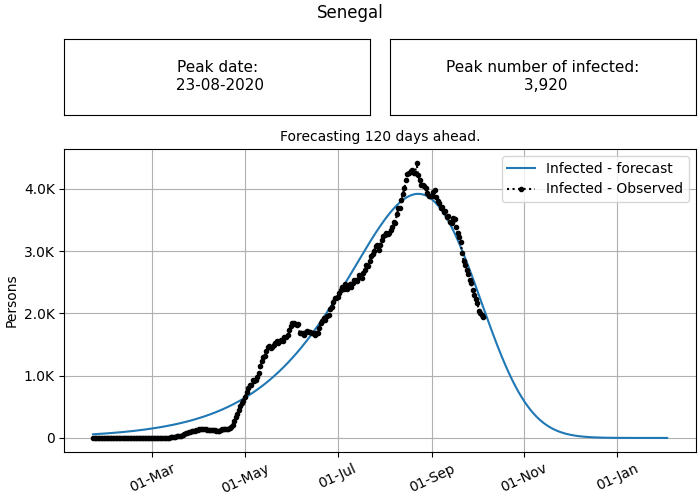 Senegal
Peak date:
23-08-2020
Peak number of infected:
3,920
Forecasting 120 days ahead.
Infected - forecast
Infected - Observed
4.0K
3.0K
2.0K
1.0K
0
Persons
01-Mar
01-May
01-Jul
01-Sep
01-Nov
01-Jan